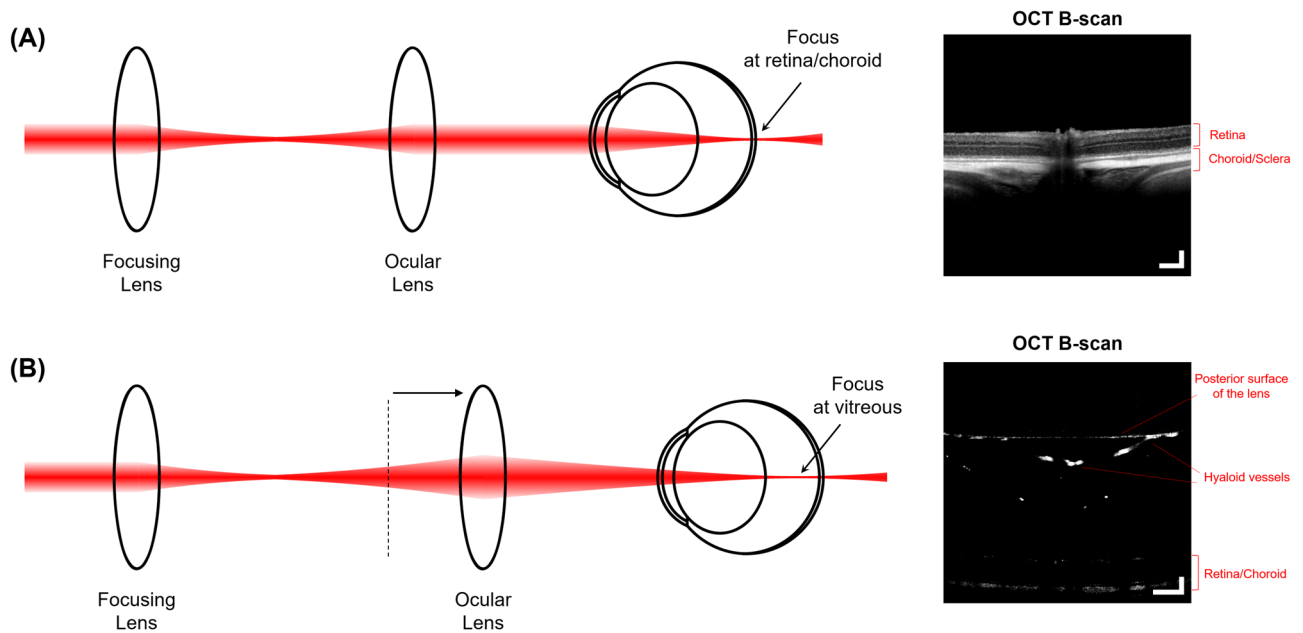 (A)
Focus
at retina/choroid
Focusing
Lens
Ocular
Lens
OCT B-scan
Retina
Choroid/Sclera
(B)
Focus
at vitreous
Focusing
Lens
Ocular
Lens
OCT B-scan
Posterior surface
of the lens
Hyaloid vessels
Retina/Choroid